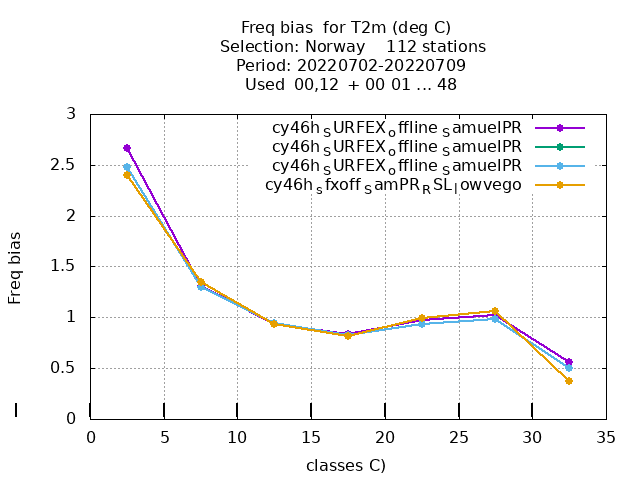 Freq bias for T2m (deg C)
Selection: Norway 112 stations
Period: 20220702-20220709
Used 00,12 + 00 01 ... 48
3
2.5
2
1.5
1
0.5
0
Freq bias
cy46h_SURFEX_offline_SamuelPR
cy46h_SURFEX_offline_SamuelPR
cy46h_SURFEX_offline_SamuelPR
cy46h_sfxoff_SamPR_RSL_lowvego
0 5 10 15 20 25 30 35
classes C)